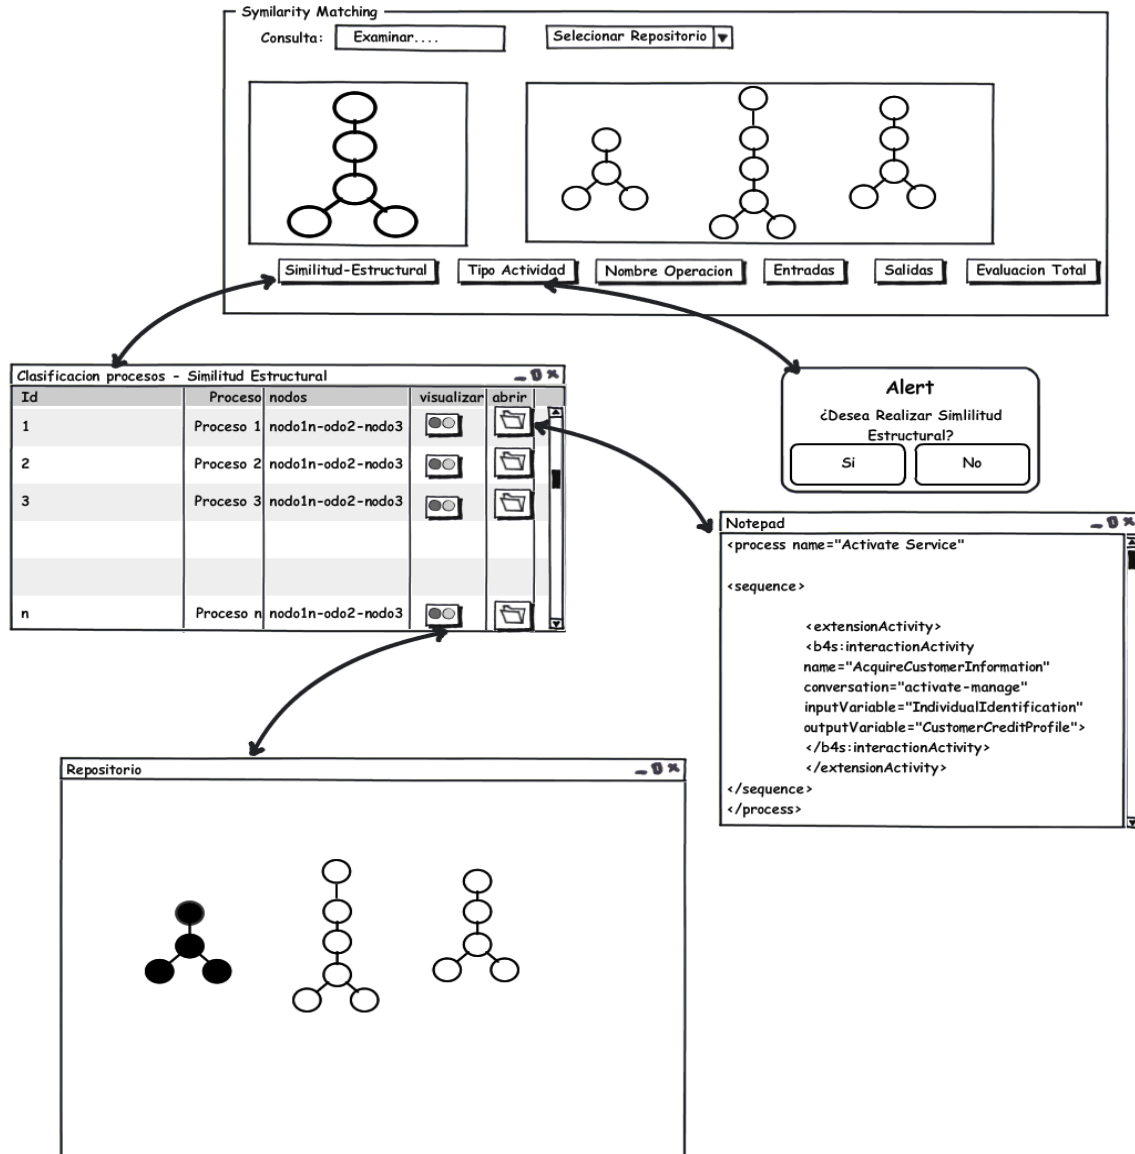 Symilarity Matching
Consulta: Examinar.... Selecionar Repositorio
Similitud-Estructural Tipo Actividad Nombre Operacion Entradas Salidas Evaluacion Total
Clasificacion procesos - Similitud Estructural
Id Proceso nodos visualizar abrir
1 Proceso 1 nodo1n-odo2-nodo3
2 Proceso 2 nodo1n-odo2-nodo3
3 Proceso 3 nodo1n-odo2-nodo3
n Proceso n nodo1n-odo2-nodo3
Alert
¿Desea Realizar Simlilitud
Estructural?
Si No
Notepad
<process name="Activate Service"
<sequence>
<extensionActivity>
<b4s:interactionActivity
name="AcquireCustomerInformation"
conversation="activate-manage"
inputVariable="IndividualIdentification"
outputVariable="CustomerCreditProfile">
</b4s:interactionActivity>
</extensionActivity>
</sequence>
</process>
Repositorio